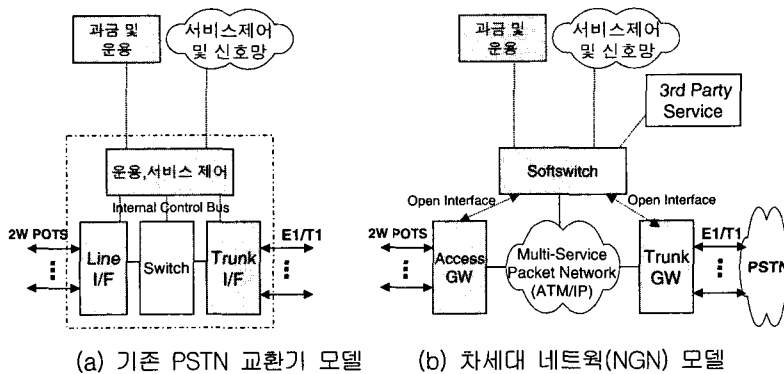 과금 및
운용
서비스제어
및 신호망
운용,서비스 제어
Internal Control Bus
2W POTS
Line
I/F
Switch
Trunk
I/F
E1/T1
(a) 기존 PSTN 교환기 모델
과금 및
운용
서비스제어
및 신호망
3rd Party
Service
Softswitch
Open Interface
Open Interface
2W POTS
Access
GW
Multi-Service
Packet Network
(ATM/IP)
Trunk
GW
E1/T1
PSTN
(b) 차세대 네트웍(NGN) 모델